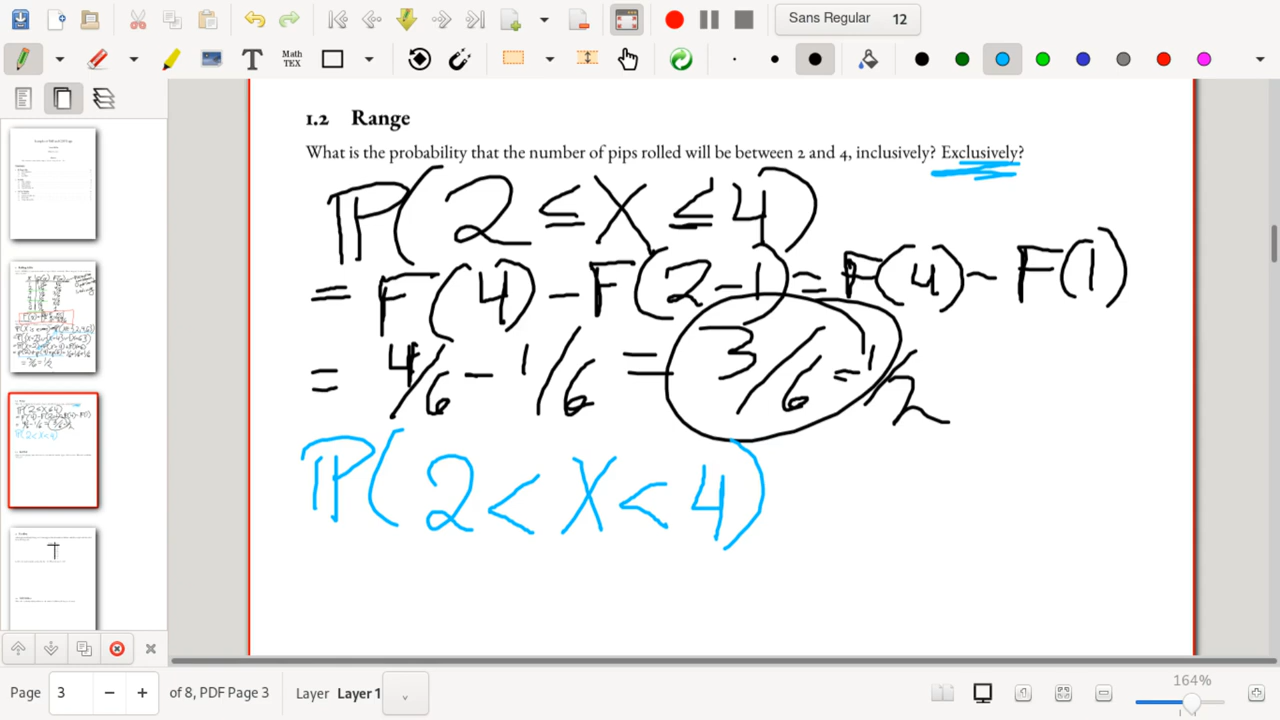 Sans Regular 12
Math
TEX
1.2 Range
What is the probability that the number of pips rolled will be between 2 and 4, inclusively? Exclusively?
ℙ(2 ≤ X ≤ 4)
= F(4) - F(2-1) = F(4) - F(1)
= 4/6 - 1/6 = 3/6 = 1/2
ℙ(2 < X < 4)
Page 3 of 8, PDF Page 3 Layer Layer 1
164%